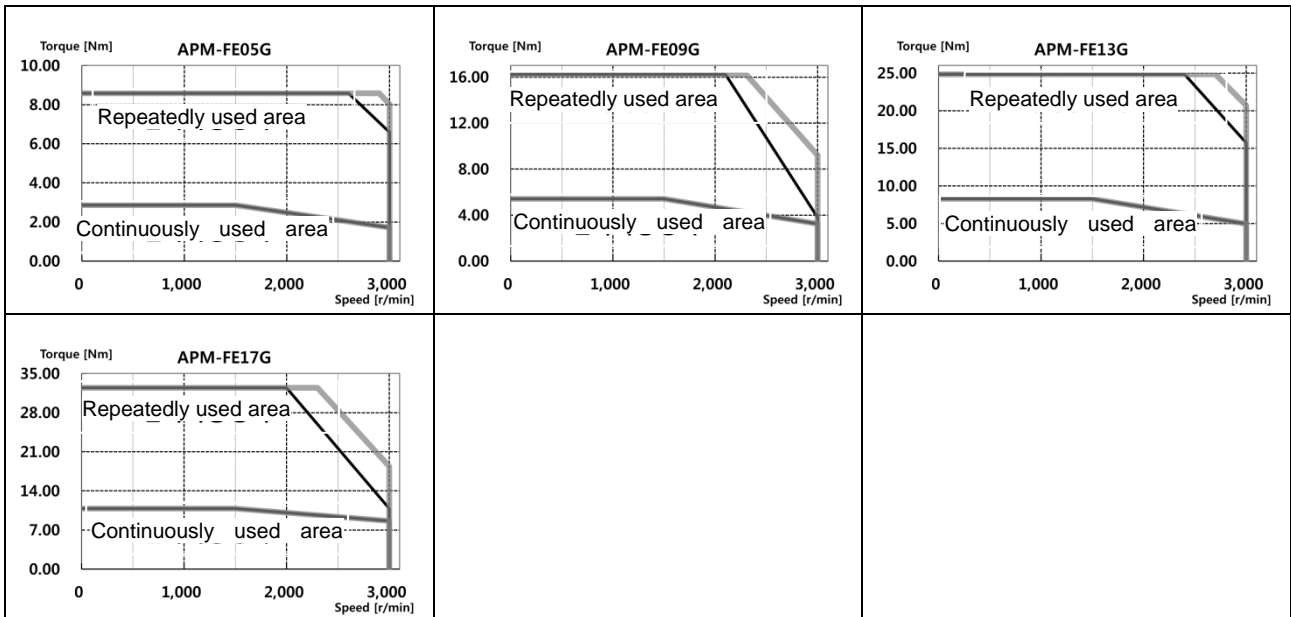 Torque [Nm] APM-FE05G
10.00
8.00
Repeatedly used area
6.00
4.00
2.00
Continuously used area
0.00
0 1,000 2,000 3,000
Speed [r/min]
Torque [Nm] APM-FE09G
16.00
Repeatedly used area
12.00
8.00
4.00
Continuously used area
0.00
0 1,000 2,000 3,000
Speed [r/min]
Torque [Nm] APM-FE13G
25.00
Repeatedly used area
20.00
15.00
10.00
5.00
Continuously used area
0.00
0 1,000 2,000 3,000
Speed [r/min]
Torque [Nm] APM-FE17G
35.00
Repeatedly used area
28.00
21.00
14.00
7.00
Continuously used area
0.00
0 1,000 2,000 3,000
Speed [r/min]